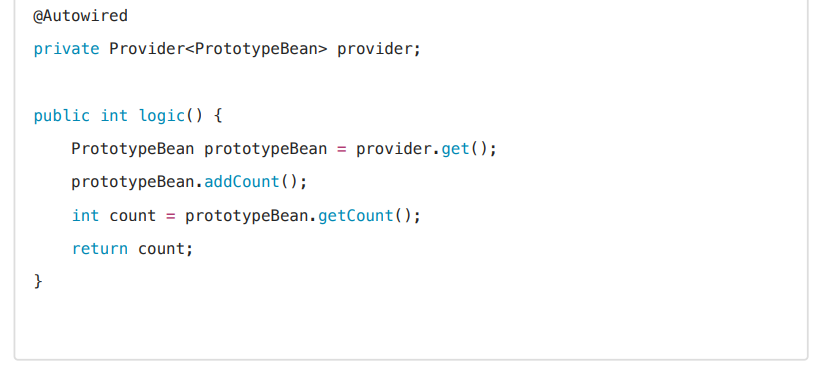 @Autowired
private Provider<PrototypeBean> provider;
public int logic() {
PrototypeBean prototypeBean = provider.get();
prototypeBean.addCount();
int count = prototypeBean.getCount();
return count;
}